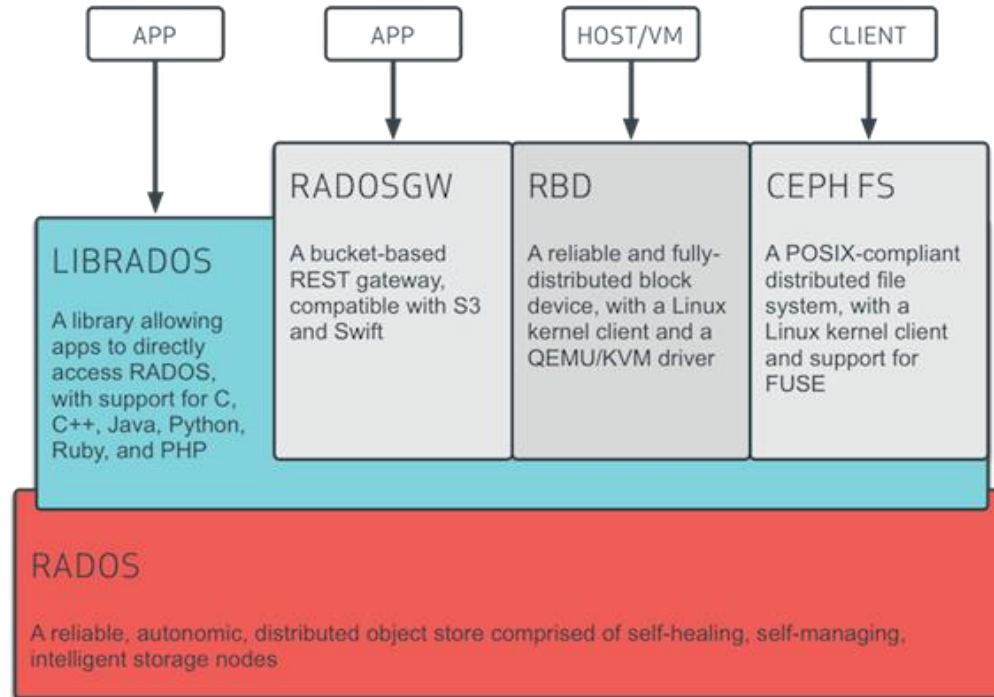 APP
APP
HOST/VM
CLIENT
LIBRADOS
A library allowing
apps to directly
access RADOS,
with support for C,
C++, Java, Python,
Ruby, and PHP
RADOSGW
A bucket-based
REST gateway,
compatible with S3
and Swift
RBD
A reliable and fully-
distributed block
device, with a Linux
kernel client and a
QEMU/KVM driver
CEPH FS
A POSIX-compliant
distributed file
system, with a
Linux kernel client
and support for
FUSE
RADOS
A reliable, autonomic, distributed object store comprised of self-healing, self-managing,
intelligent storage nodes